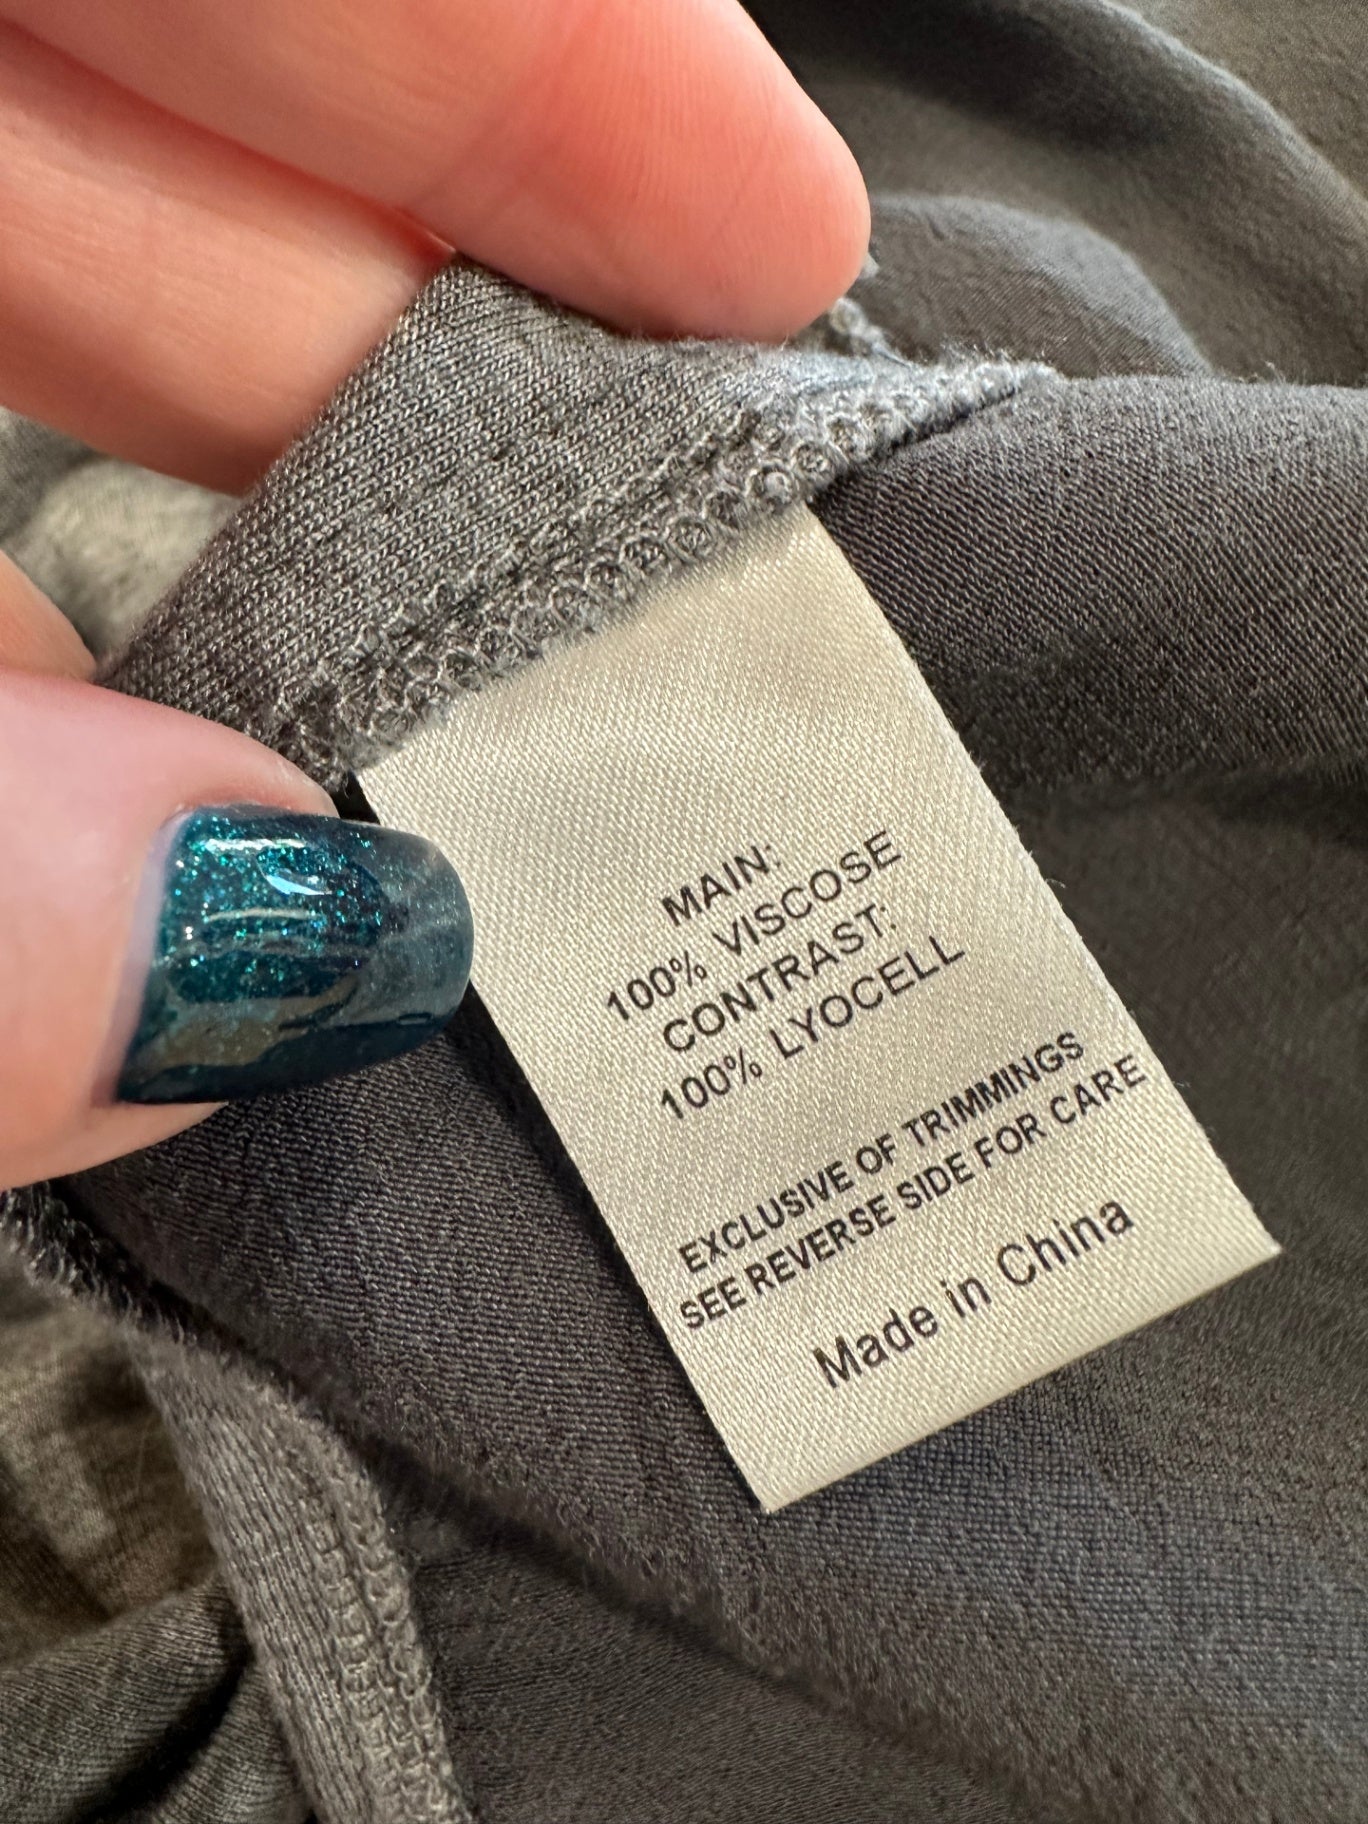 MAIN:
100% VISCOSE
CONTRAST:
100% LYOCELL
EXCLUSIVE OF TRIMMINGS
SEE REVERSE SIDE FOR CARE
Made in China